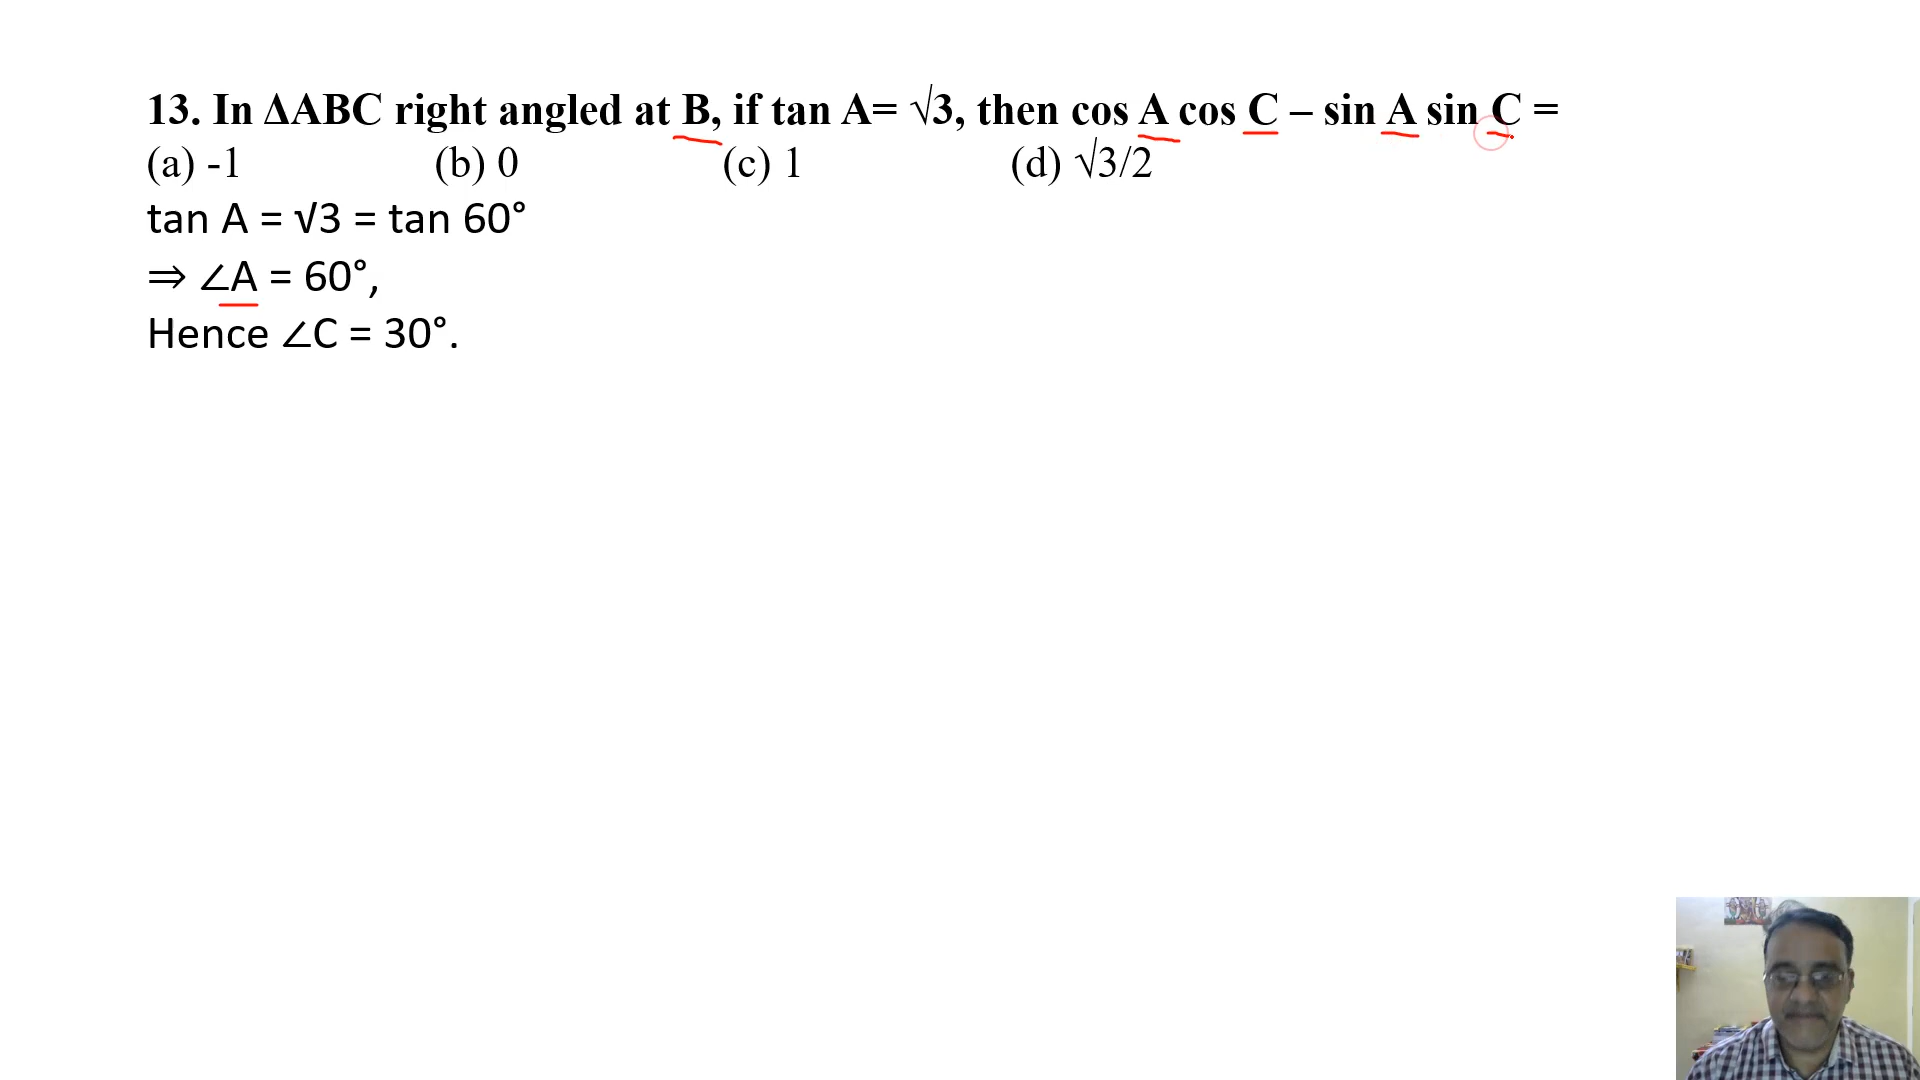 13. In ΔABC right angled at B, if tan A= √3, then cos A cos C – sin A sin C =
(a) -1 (b) 0 (c) 1 (d) √3/2
tan A = √3 = tan 60°
⇒ ∠A = 60°,
Hence ∠C = 30°.